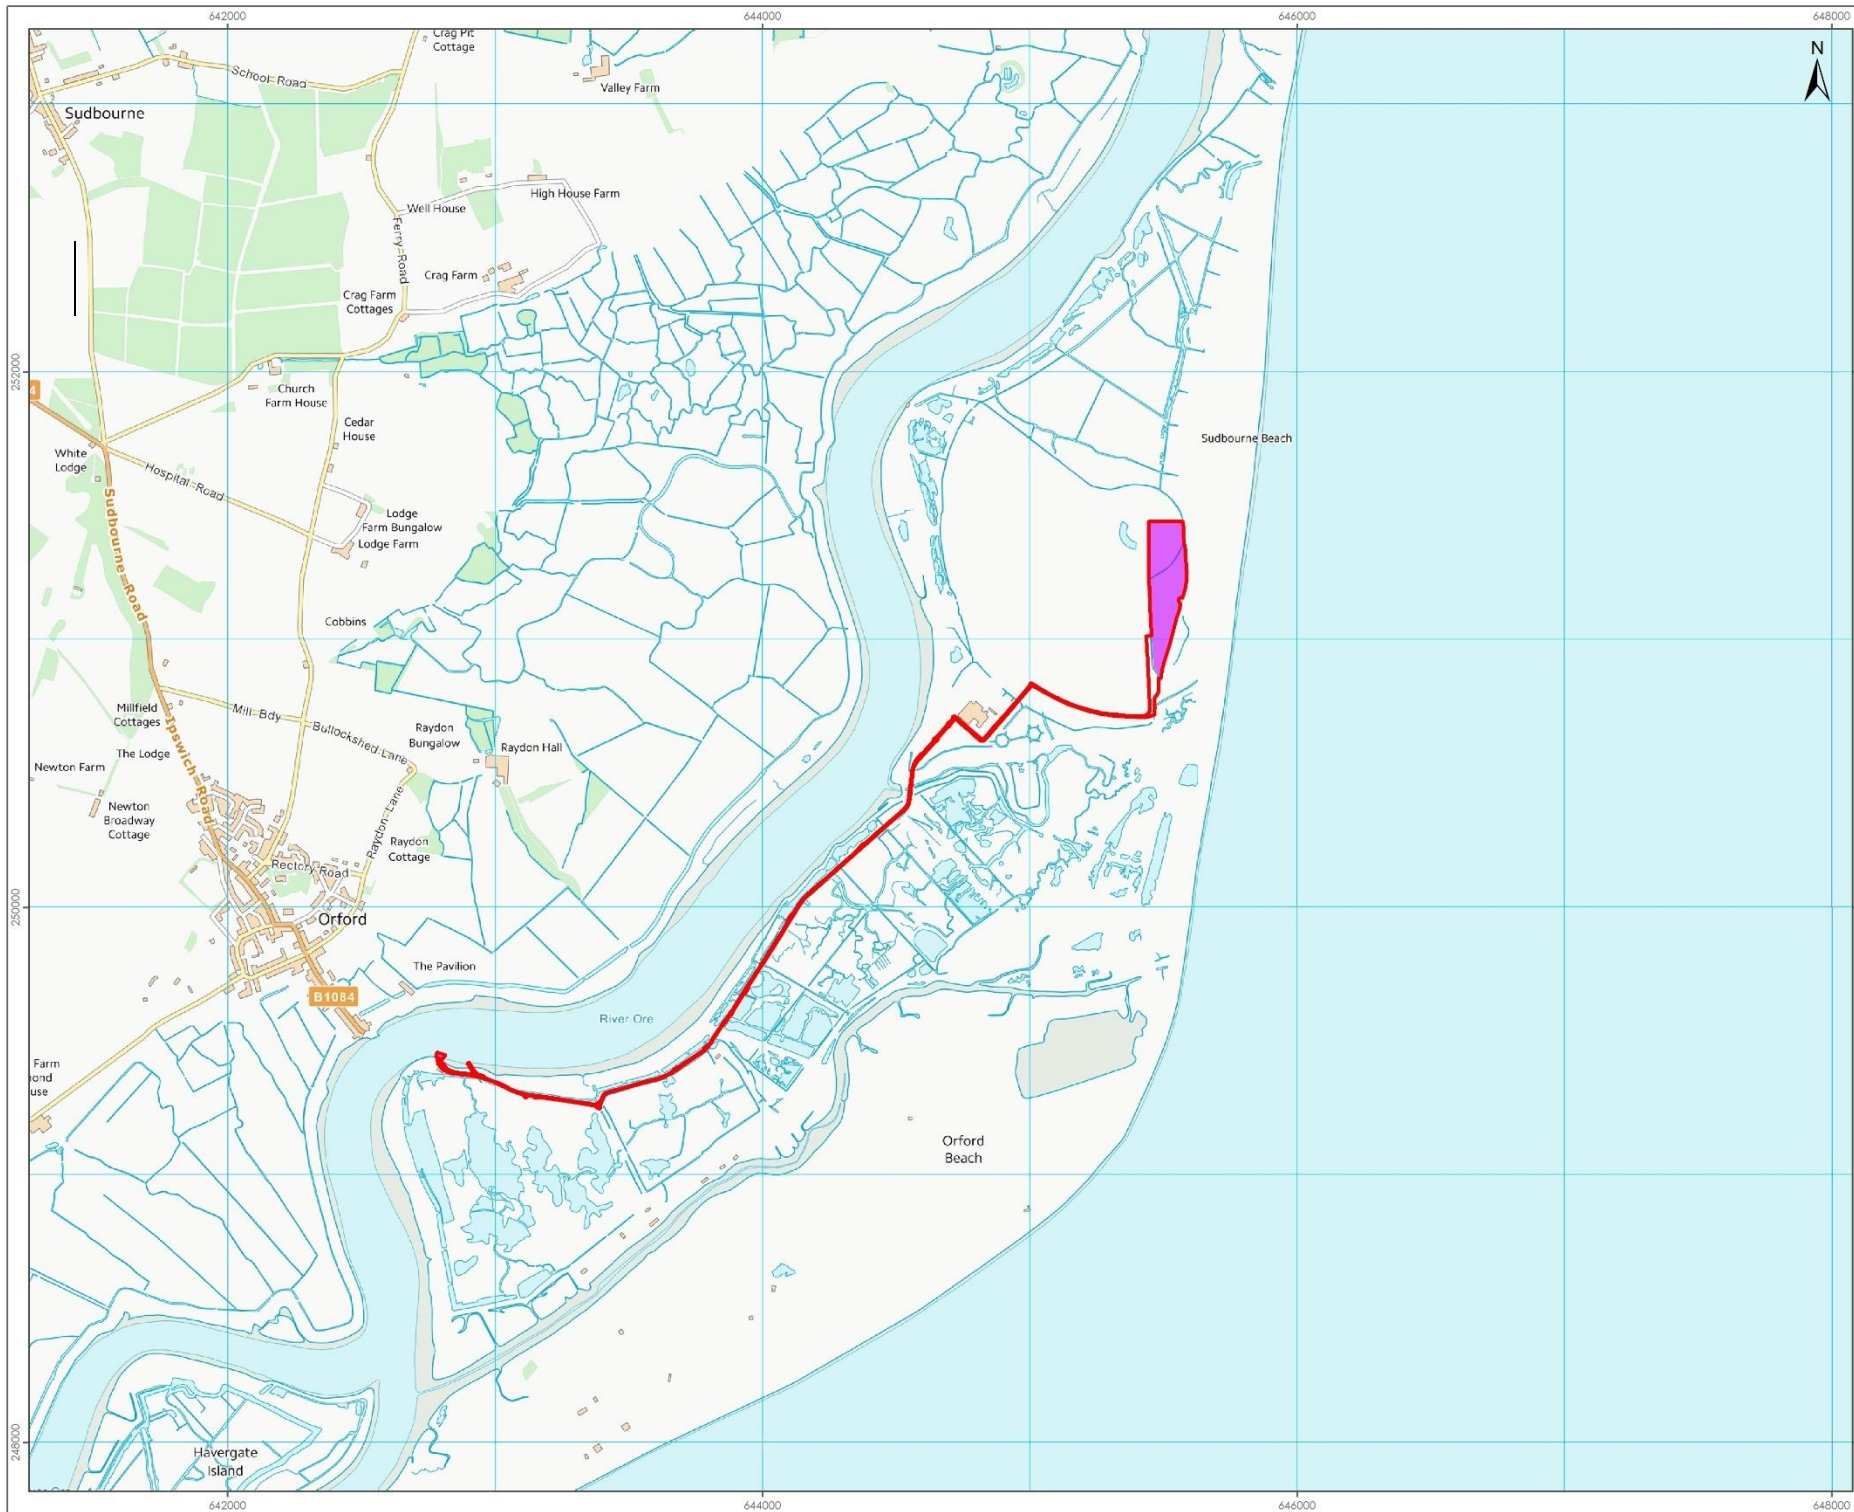 642000
644000
646000
648000
Crag Pit
Cottage
School Road
Valley Farm
N
Sudbourne
High House Farm
Well House
Ferry Road
Crag Farm
Crag Farm
Cottages
252000
4
Church
Farm House
Cedar
House
Sudbourne Beach
White
Lodge
Hospital Road
Sudbourne Road
Lodge
Farm Bungalow
Lodge Farm
Cobbins
Millfield
Cottages
Mill Bdy
Bullockshed Lane
Raydon
Bungalow
Raydon Hall
The Lodge
Ipswich Road
Newton Farm
Newton
Broadway
Cottage
Raydon Lane
Raydon
Cottage
Rectory Road
250000
Orford
The Pavilion
B1084
River Ore
Farm
ond
use
Orford
Beach
248000
Havergate
Island
642000
644000
646000
648000